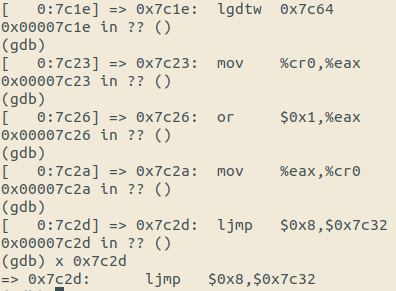 [   0:7c1e] => 0x7c1e:  lgdtw  0x7c64
0x00007c1e in ?? ()
(gdb)
[   0:7c23] => 0x7c23:  mov    %cr0,%eax
0x00007c23 in ?? ()
(gdb)
[   0:7c26] => 0x7c26:  or     $0x1,%eax
0x00007c26 in ?? ()
(gdb)
[   0:7c2a] => 0x7c2a:  mov    %eax,%cr0
0x00007c2a in ?? ()
(gdb)
[   0:7c2d] => 0x7c2d:  ljmp   $0x8,$0x7c32
0x00007c2d in ?? ()
(gdb) x 0x7c2d
=> 0x7c2d:      ljmp   $0x8,$0x7c32